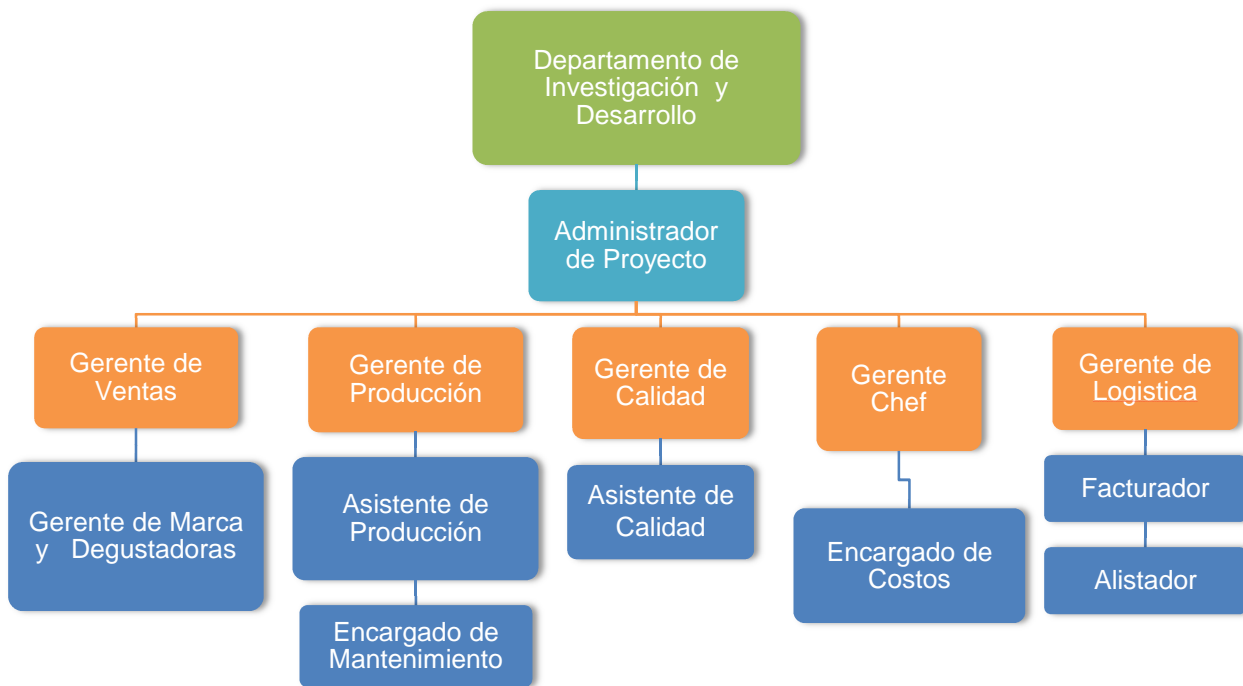 Departamento de
Investigación y
Desarrollo
Administrador
de Proyecto
Gerente de
Ventas
Gerente de
Producción
Gerente de
Calidad
Gerente
Chef
Gerente de
Logistica
Gerente de Marca
y Degustadoras
Asistente de
Producción
Asistente de
Calidad
Encargado de
Costos
Facturador
Alistador
Encargado de
Mantenimiento